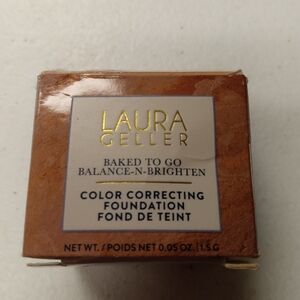 LAURA
GELLER
BAKED TO GO
BALANCE-N-BRIGHTEN
COLOR CORRECTING
FOUNDATION
FOND DE TEINT
NET WT. / POIDS NET 0.05 OZ. | 1.5 G